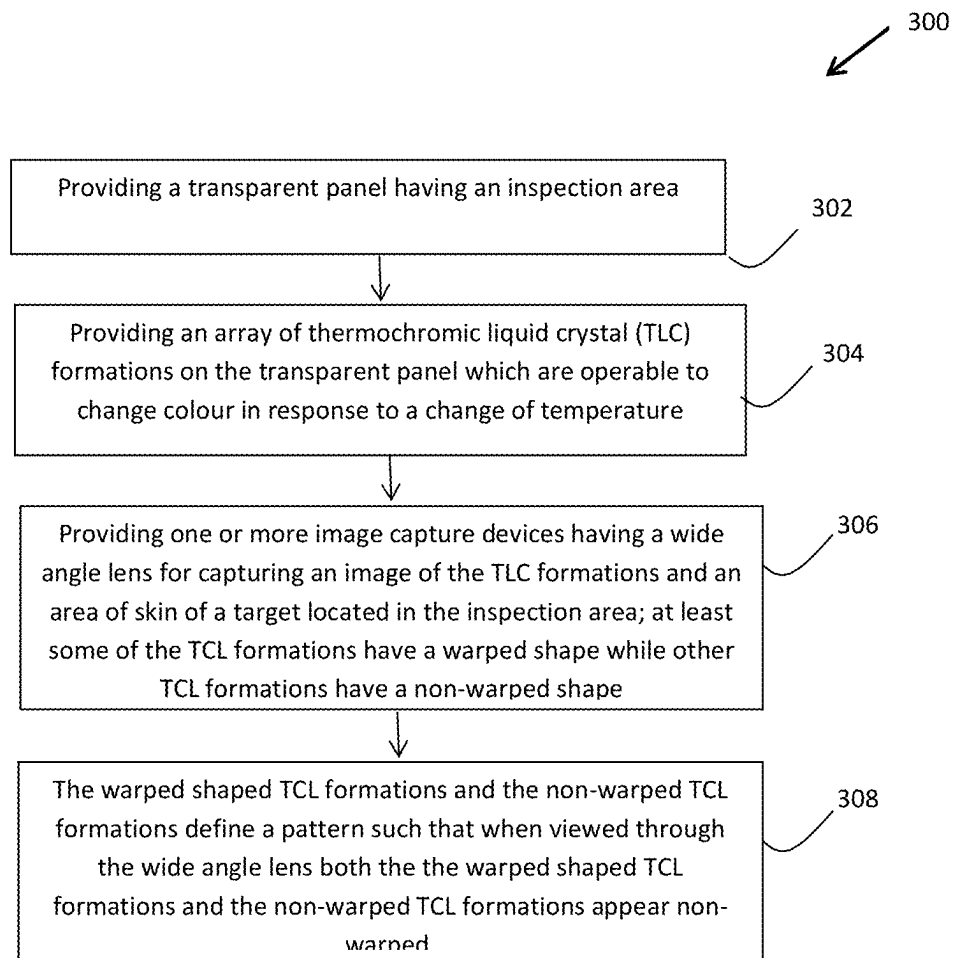 300
Providing a transparent panel having an inspection area
302
Providing an array of thermochromic liquid crystal (TLC)
formations on the transparent panel which are operable to
change colour in response to a change of temperature
304
Providing one or more image capture devices having a wide
angle lens for capturing an image of the TLC formations and an
area of skin of a target located in the inspection area; at least
some of the TCL formations have a warped shape while other
TCL formations have a non-warped shape
306
The warped shaped TCL formations and the non-warped TCL
formations define a pattern such that when viewed through
the wide angle lens both the the warped shaped TCL
formations and the non-warped TCL formations appear non-
warped
308